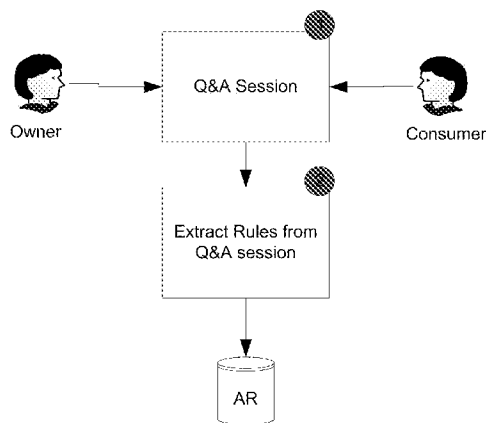 Q&A Session
Owner
Consumer
Extract Rules from
Q&A session
AR